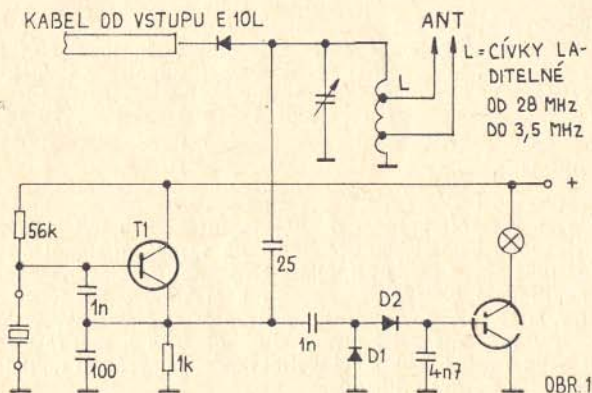 KABEL OD VSTUPU E 10L
ANT
L = CÍVKY LA-
DITELNÉ
OD 28 MHz
DO 3,5 MHz
L
+
56k
T1
1n
25
D2
1n
D1
4n7
100
1k
OBR. 1